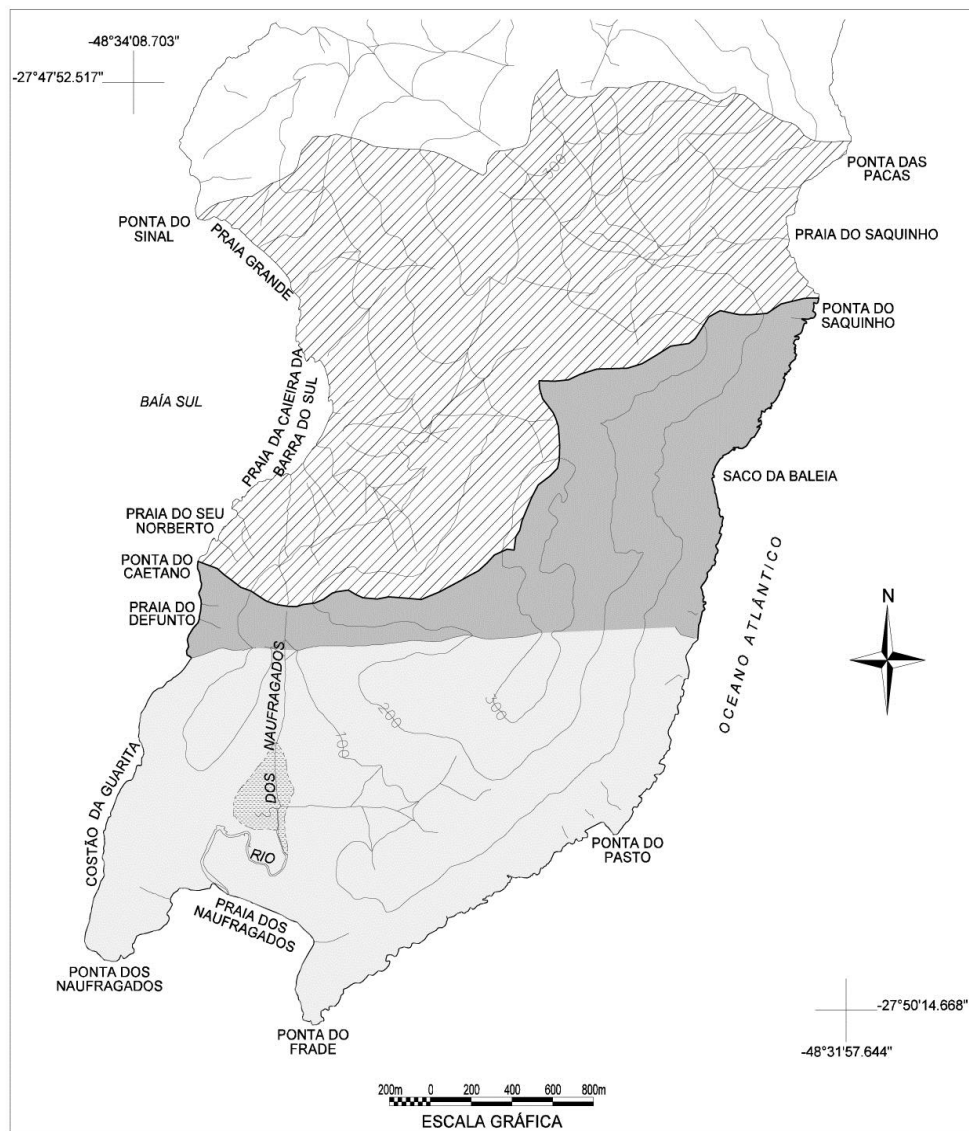 -48°34'08.703"
-27°47'52.517"
300
PONTA DAS
PACAS
PONTA DO
SINAL
PRAIA GRANDE
PRAIA DO SAQUINHO
PONTA DO
SAQUINHO
BAÍA SUL
PRAIA DA CAIEIRA DA
BARRA DO SUL
SACO DA BALEIA
PRAIA DO SEU
NORBERTO
PONTA DO
CAETANO
PRAIA DO
DEFUNTO
OCEANO ATLÂNTICO
N
RIO DOS NAUFRAGADOS
300
200
100
COSTÃO DA GUARITA
PONTA DO
PASTO
PRAIA DOS
NAUFRAGADOS
PONTA DOS
NAUFRAGADOS
PONTA DO
FRADE
-27°50'14.668"
-48°31'57.644"
200m 0 200 400 600 800m
ESCALA GRÁFICA